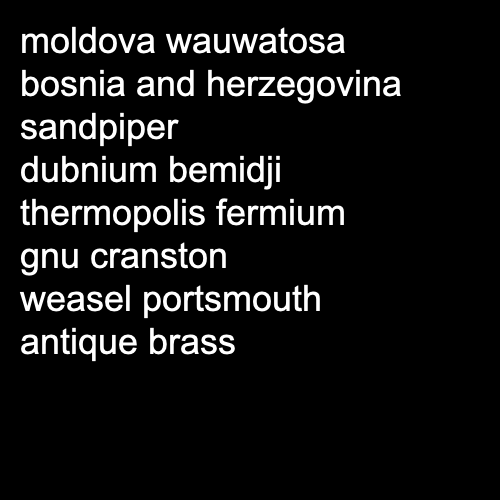 moldova wauwatosa
bosnia and herzegovina
sandpiper
dubnium bemidji
thermopolis fermium
gnu cranston
weasel portsmouth
antique brass